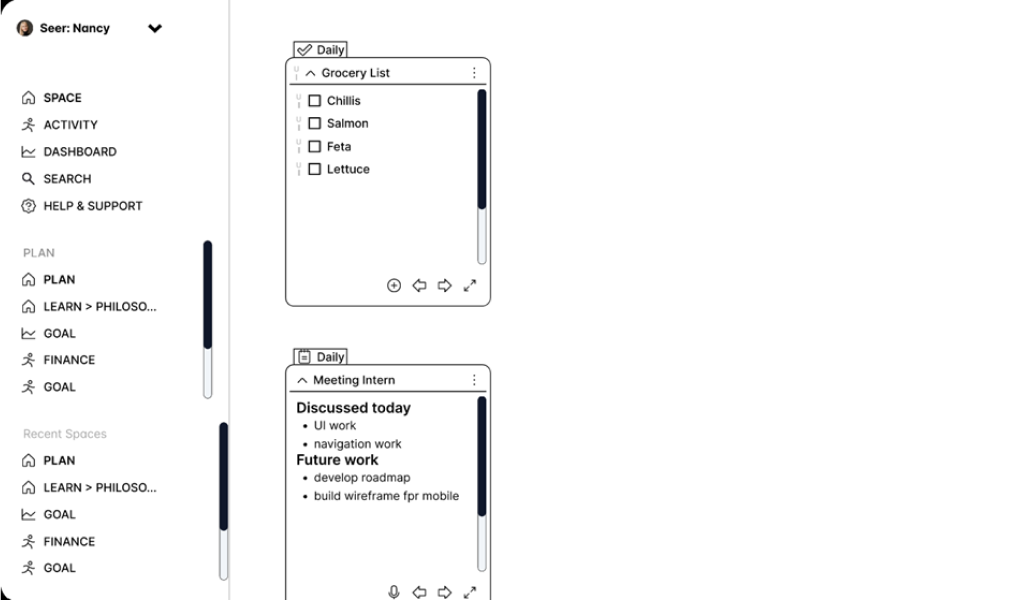 Seer: Nancy
SPACE
ACTIVITY
DASHBOARD
SEARCH
HELP & SUPPORT
PLAN
PLAN
LEARN > PHILOSO...
GOAL
FINANCE
GOAL
Recent Spaces
PLAN
LEARN > PHILOSO...
GOAL
FINANCE
GOAL
Daily
Grocery List
Chillis
Salmon
Feta
Lettuce
Daily
Meeting Intern
Discussed today
• UI work
• navigation work
Future work
• develop roadmap
• build wireframe fpr mobile